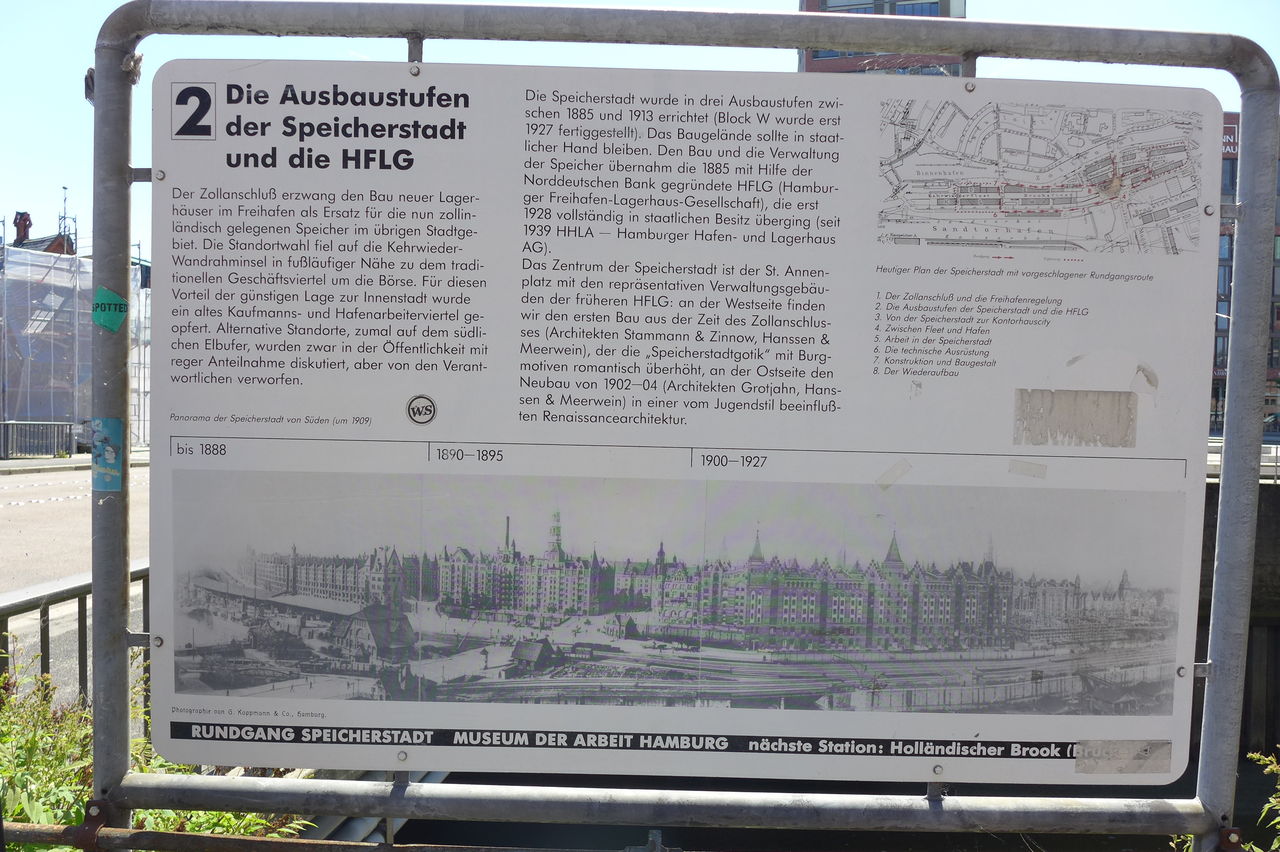 2
Die Ausbaustufen
der Speicherstadt
und die HFLG
Der Zollanschluß erzwang den Bau neuer Lager-
häuser im Freihafen als Ersatz für die nun zollin-
ländisch gelegenen Speicher im übrigen Stadtge-
biet. Die Standortwahl fiel auf die Kehrwieder-
Wandrahminsel in fußläufiger Nähe zu dem tradi-
tionellen Geschäftsviertel um die Börse. Für diesen
Vorteil der günstigen Lage zur Innenstadt wurde
ein altes Kaufmanns- und Hafenarbeiterviertel ge-
opfert. Alternative Standorte, zumal auf dem südli-
chen Elbufer, wurden zwar in der Öffentlichkeit mit
reger Anteilnahme diskutiert, aber von den Verant-
wortlichen verworfen.
Die Speicherstadt wurde in drei Ausbaustufen zwi-
schen 1885 und 1913 errichtet (Block W wurde erst
1927 fertiggestellt). Das Baugelände sollte in staat-
licher Hand bleiben. Den Bau und die Verwaltung
der Speicher übernahm die 1885 mit Hilfe der
Norddeutschen Bank gegründete HFLG (Hambur-
ger Freihafen-Lagerhaus-Gesellschaft), die erst
1928 vollständig in staatlichen Besitz überging (seit
1939 HHLA — Hamburger Hafen- und Lagerhaus
AG).
Das Zentrum der Speicherstadt ist der St. Annen-
platz mit den repräsentativen Verwaltungsgebäu-
den der früheren HFLG: an der Westseite finden
wir den ersten Bau aus der Zeit des Zollanschlus-
ses (Architekten Stammann & Zinnow, Hanssen &
Meerwein), der die „Speicherstadtgotik" mit Burg-
motiven romantisch überhöht, an der Ostseite den
Neubau von 1902—04 (Architekten Grotjahn, Hans-
sen & Meerwein) in einer vom Jugendstil beeinfluß-
ten Renaissancearchitektur.
Binnenhafen
Sandtorhafen
Heutiger Plan der Speicherstadt mit vorgeschlagener Rundgangsroute
1. Der Zollanschluß und die Freihafenregelung
2. Die Ausbaustufen der Speicherstadt und die HFLG
3. Von der Speicherstadt zur Kontorhauscity
4. Zwischen Fleet und Hafen
5. Arbeit in der Speicherstadt
6. Die technische Ausrüstung
7. Konstruktion und Baugestalt
8. Der Wiederaufbau
Panorama der Speicherstadt von Süden (um 1909)
WS
bis 1888
1890—1895
1900—1927
Photographie von G. Koppmann & Co., Hamburg.
RUNDGANG SPEICHERSTADT MUSEUM DER ARBEIT HAMBURG nächste Station: Holländischer Brook (Brücke)
SPOTTED